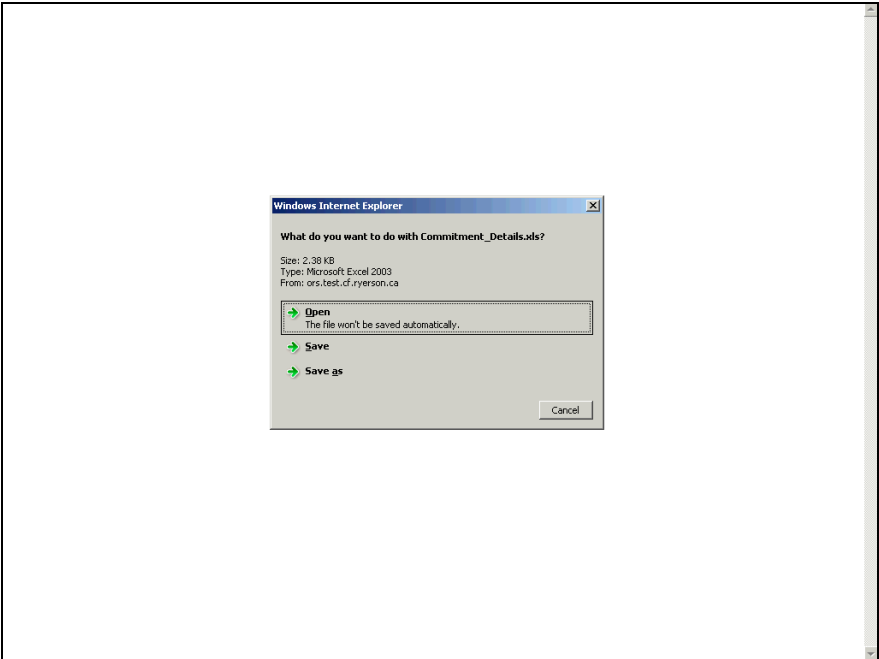 Windows Internet Explorer
What do you want to do with Commitment_Details.xls?
Size: 2.38 KB
Type: Microsoft Excel 2003
From: ors.test.cf.ryerson.ca
Open
The file won't be saved automatically.
Save
Save as
Cancel